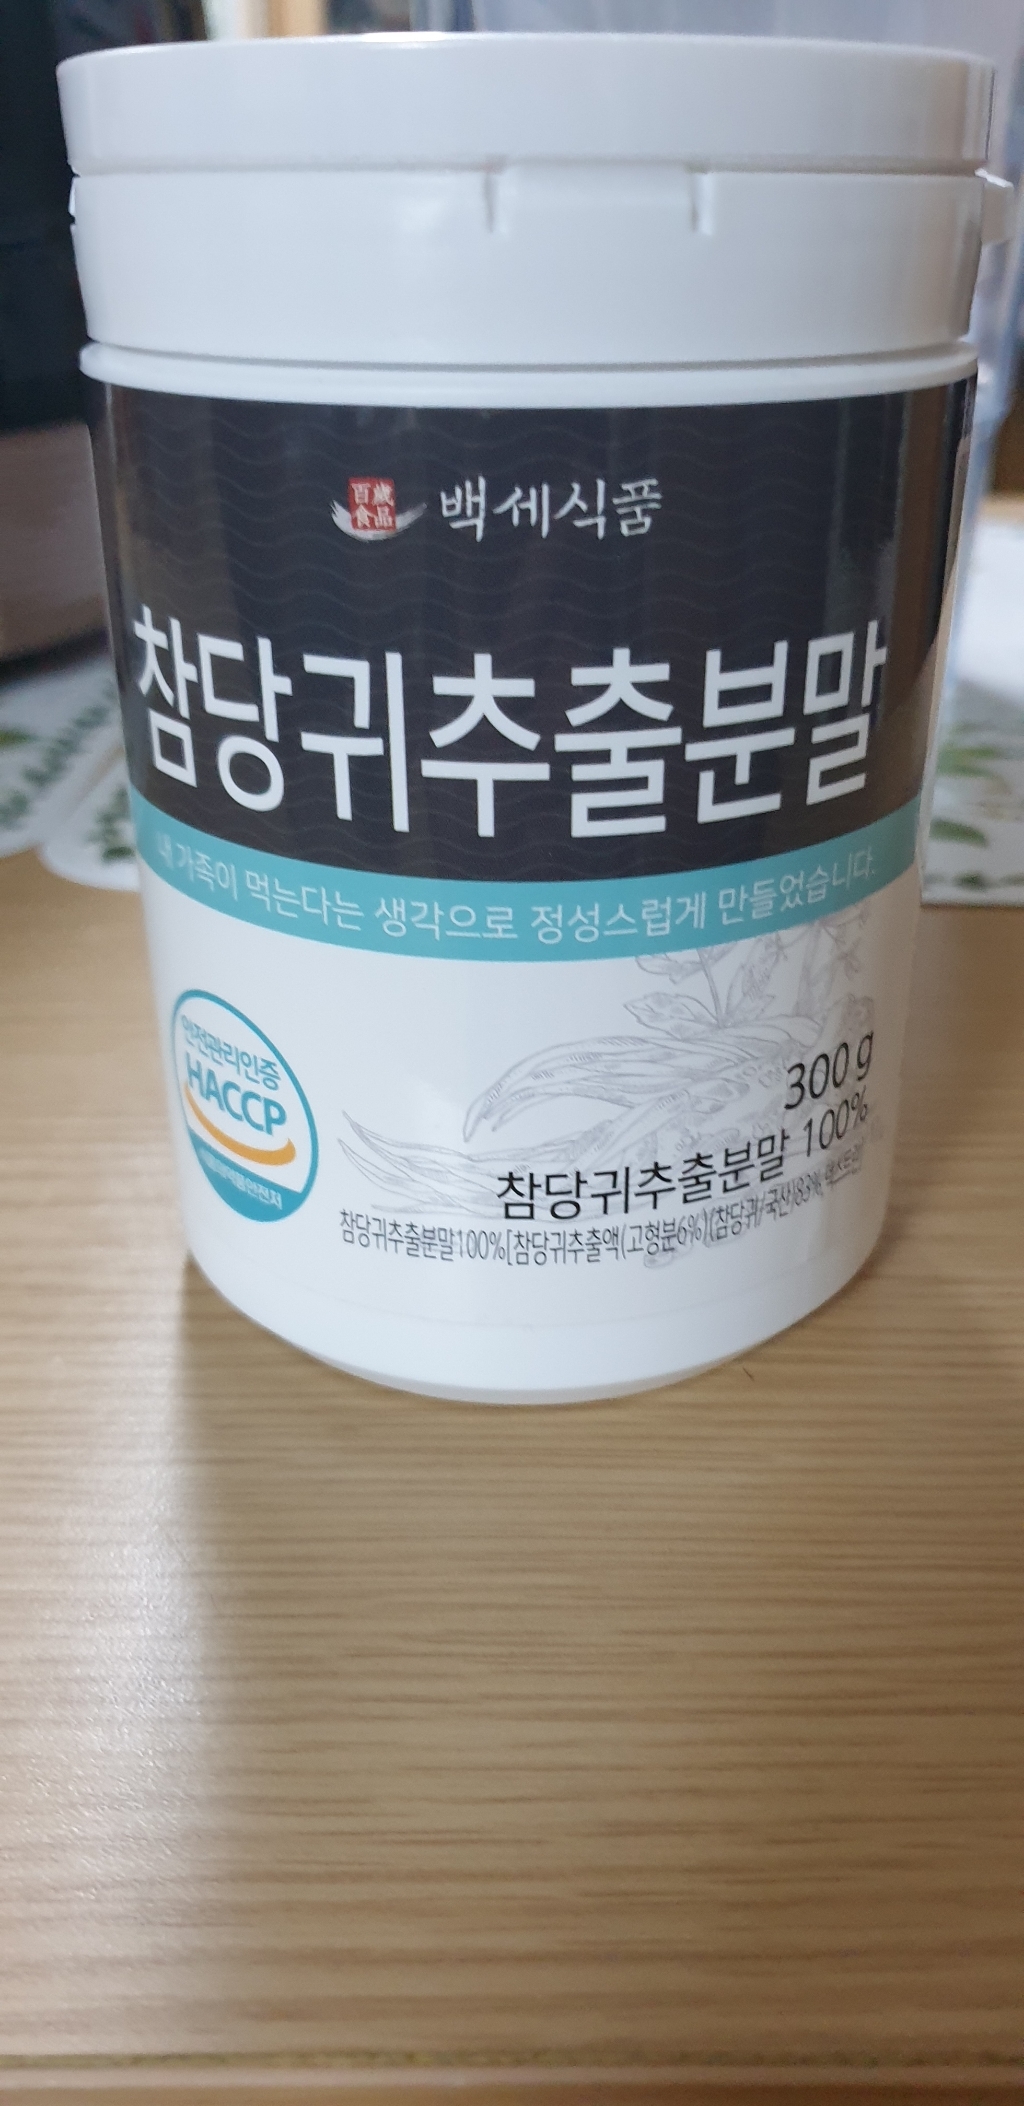 百歲
食品
백세식품
참당귀추출분말
내 가족이 먹는다는 생각으로 정성스럽게 만들었습니다.
안전관리인증
HACCP
300 g
참당귀추출분말 100%
참당귀추출분말100%[참당귀추출액(고형분6%)(참당귀/국산)83%,덱스트린